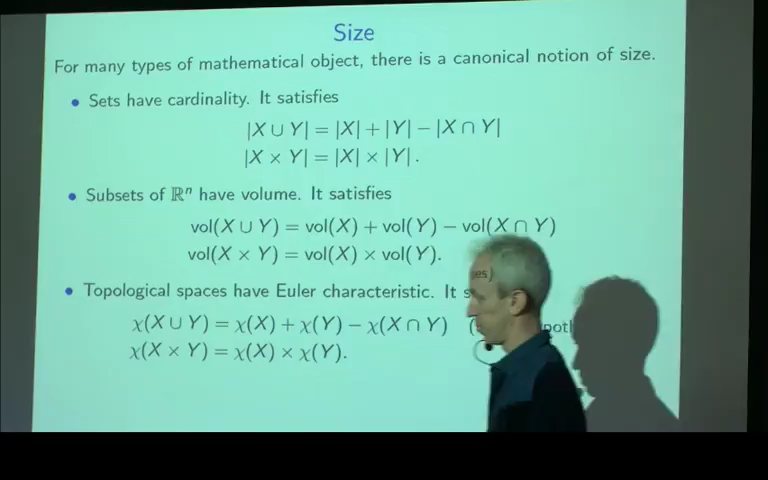 Size
For many types of mathematical object, there is a canonical notion of size.
• Sets have cardinality. It satisfies
|X ∪ Y| = |X| + |Y| − |X ∩ Y|
|X × Y| = |X| × |Y|.
• Subsets of ℝⁿ have volume. It satisfies
vol(X ∪ Y) = vol(X) + vol(Y) − vol(X ∩ Y)
vol(X × Y) = vol(X) × vol(Y).
• Topological spaces have Euler characteristic. It
χ(X ∪ Y) = χ(X) + χ(Y) − χ(X ∩ Y)
χ(X × Y) = χ(X) × χ(Y).